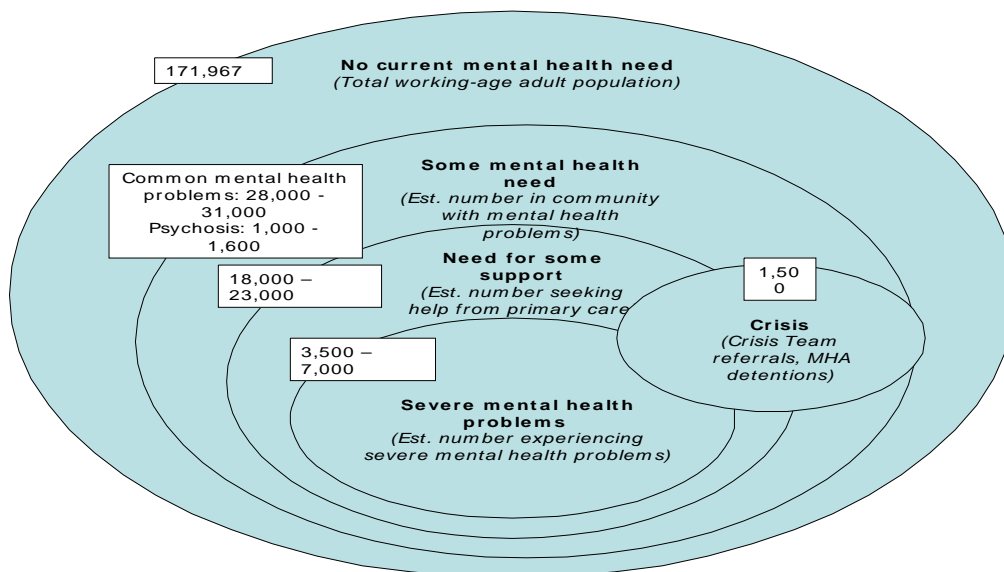 171,967
No current mental health need
(Total working-age adult population)
Common mental health
problems: 28,000 -
31,000
Psychosis: 1,000 -
1,600
Some mental health
need
(Est. number in community
with mental health
problems)
18,000 –
23,000
Need for some
support
(Est. number seeking
help from primary care
1,50
0
Crisis
(Crisis Team
referrals, MHA
detentions)
3,500 –
7,000
Severe mental health
problems
(Est. number experiencing
severe mental health problems)